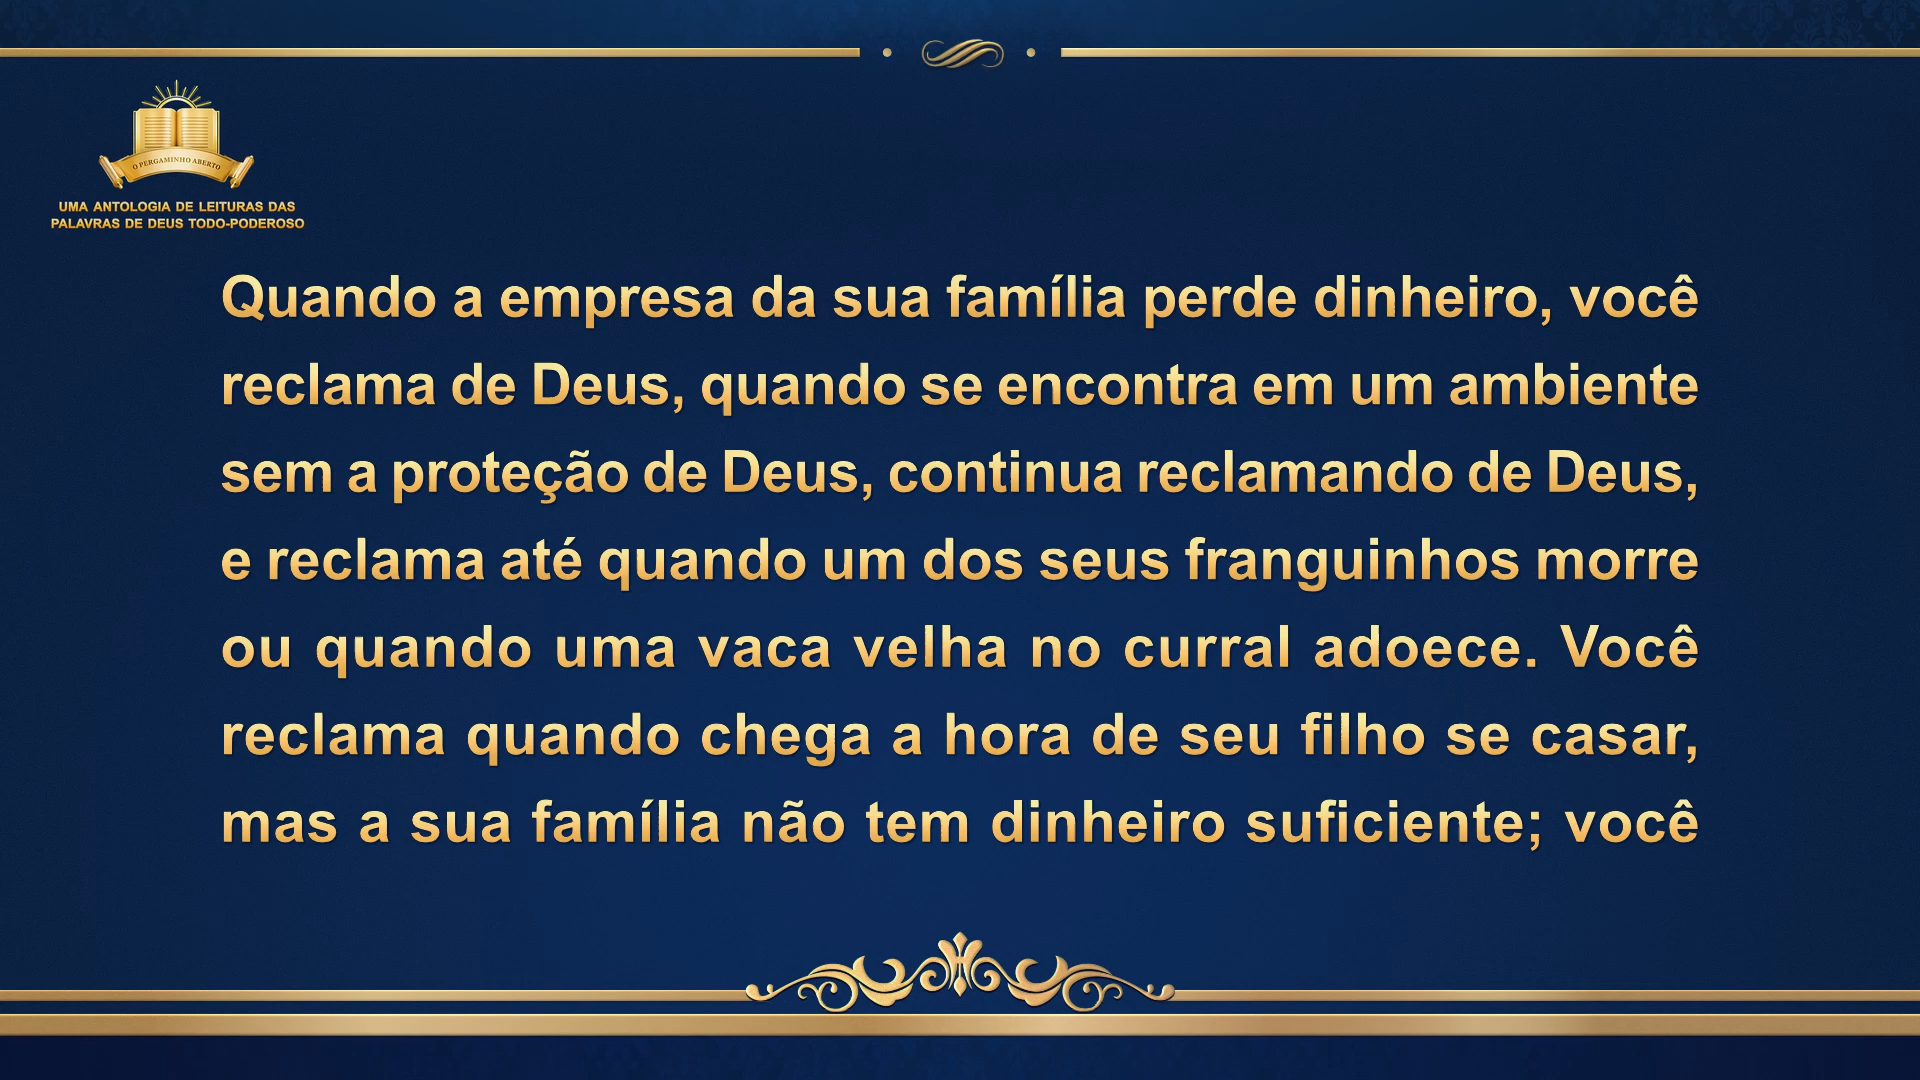 O PERGAMINHO ABERTO
UMA ANTOLOGIA DE LEITURAS DAS
PALAVRAS DE DEUS TODO-PODEROSO
Quando a empresa da sua família perde dinheiro, você
reclama de Deus, quando se encontra em um ambiente
sem a proteção de Deus, continua reclamando de Deus,
e reclama até quando um dos seus franguinhos morre
ou quando uma vaca velha no curral adoece. Você
reclama quando chega a hora de seu filho se casar,
mas a sua família não tem dinheiro suficiente; você